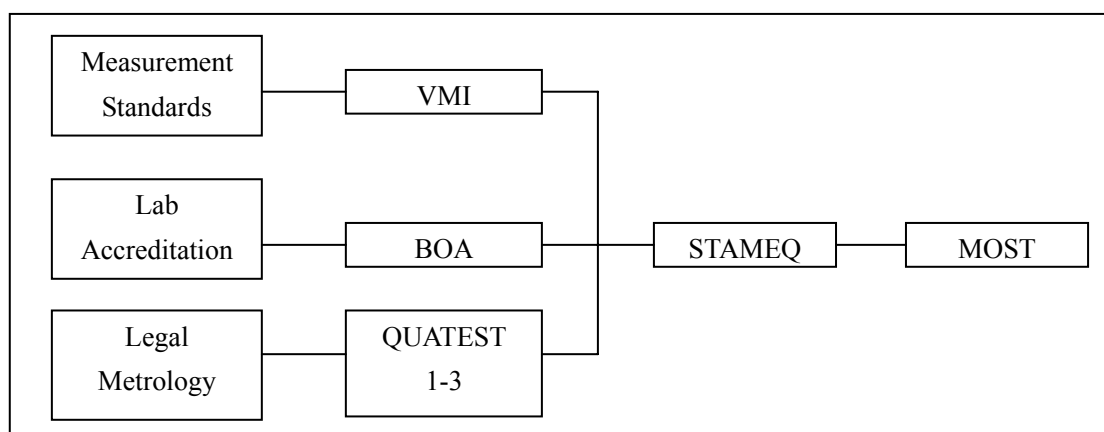 Measurement
Standards
VMI
Lab
Accreditation
BOA
STAMEQ
MOST
Legal
Metrology
QUATEST
1-3